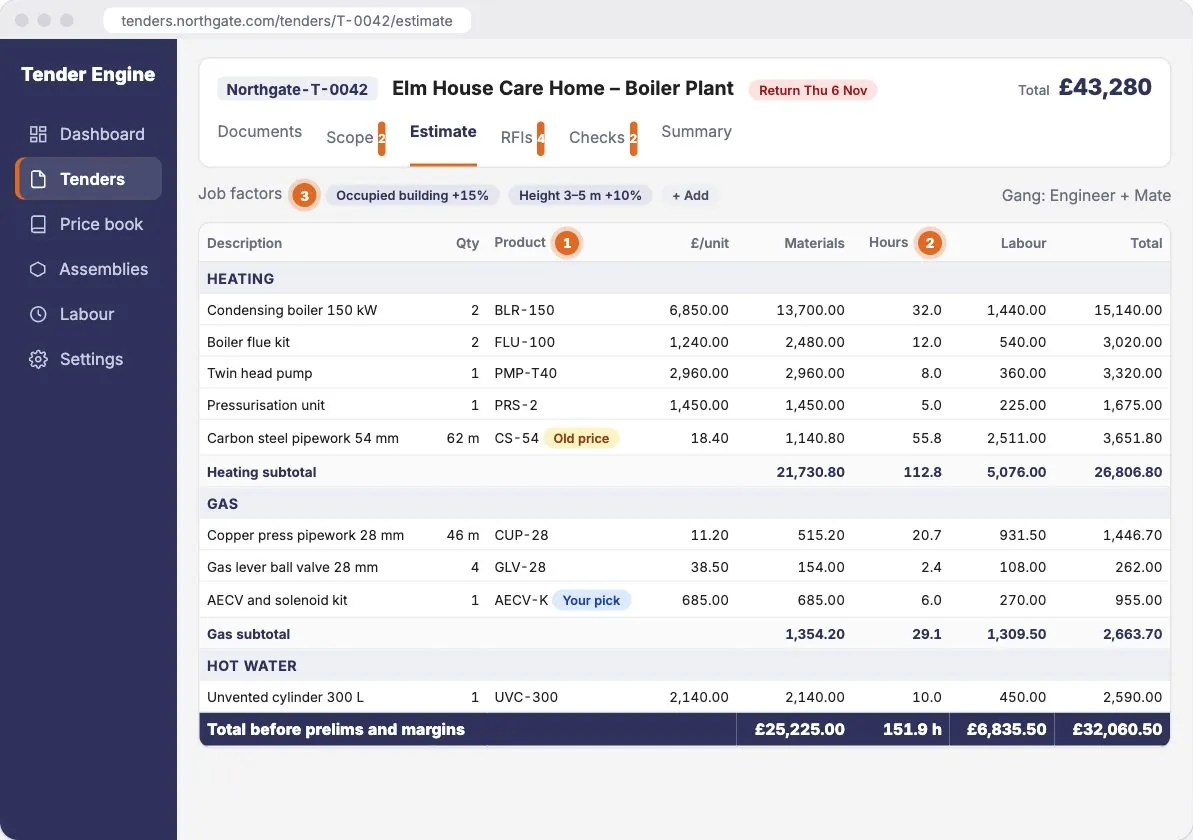 tenders.northgate.com/tenders/T-0042/estimate
Tender Engine
Dashboard
Tenders
Price book
Assemblies
Labour
Settings
Northgate-T-0042 Elm House Care Home – Boiler Plant Return Thu 6 Nov Total £43,280
Documents Scope 2 Estimate RFIs 4 Checks 2 Summary
Job factors 3 Occupied building +15% Height 3–5 m +10% + Add Gang: Engineer + Mate
Description Qty Product 1 £/unit Materials Hours 2 Labour Total
HEATING
Condensing boiler 150 kW 2 BLR-150 6,850.00 13,700.00 32.0 1,440.00 15,140.00
Boiler flue kit 2 FLU-100 1,240.00 2,480.00 12.0 540.00 3,020.00
Twin head pump 1 PMP-T40 2,960.00 2,960.00 8.0 360.00 3,320.00
Pressurisation unit 1 PRS-2 1,450.00 1,450.00 5.0 225.00 1,675.00
Carbon steel pipework 54 mm 62 m CS-54 Old price 18.40 1,140.80 55.8 2,511.00 3,651.80
Heating subtotal 21,730.80 112.8 5,076.00 26,806.80
GAS
Copper press pipework 28 mm 46 m CUP-28 11.20 515.20 20.7 931.50 1,446.70
Gas lever ball valve 28 mm 4 GLV-28 38.50 154.00 2.4 108.00 262.00
AECV and solenoid kit 1 AECV-K Your pick 685.00 685.00 6.0 270.00 955.00
Gas subtotal 1,354.20 29.1 1,309.50 2,663.70
HOT WATER
Unvented cylinder 300 L 1 UVC-300 2,140.00 2,140.00 10.0 450.00 2,590.00
Total before prelims and margins £25,225.00 151.9 h £6,835.50 £32,060.50